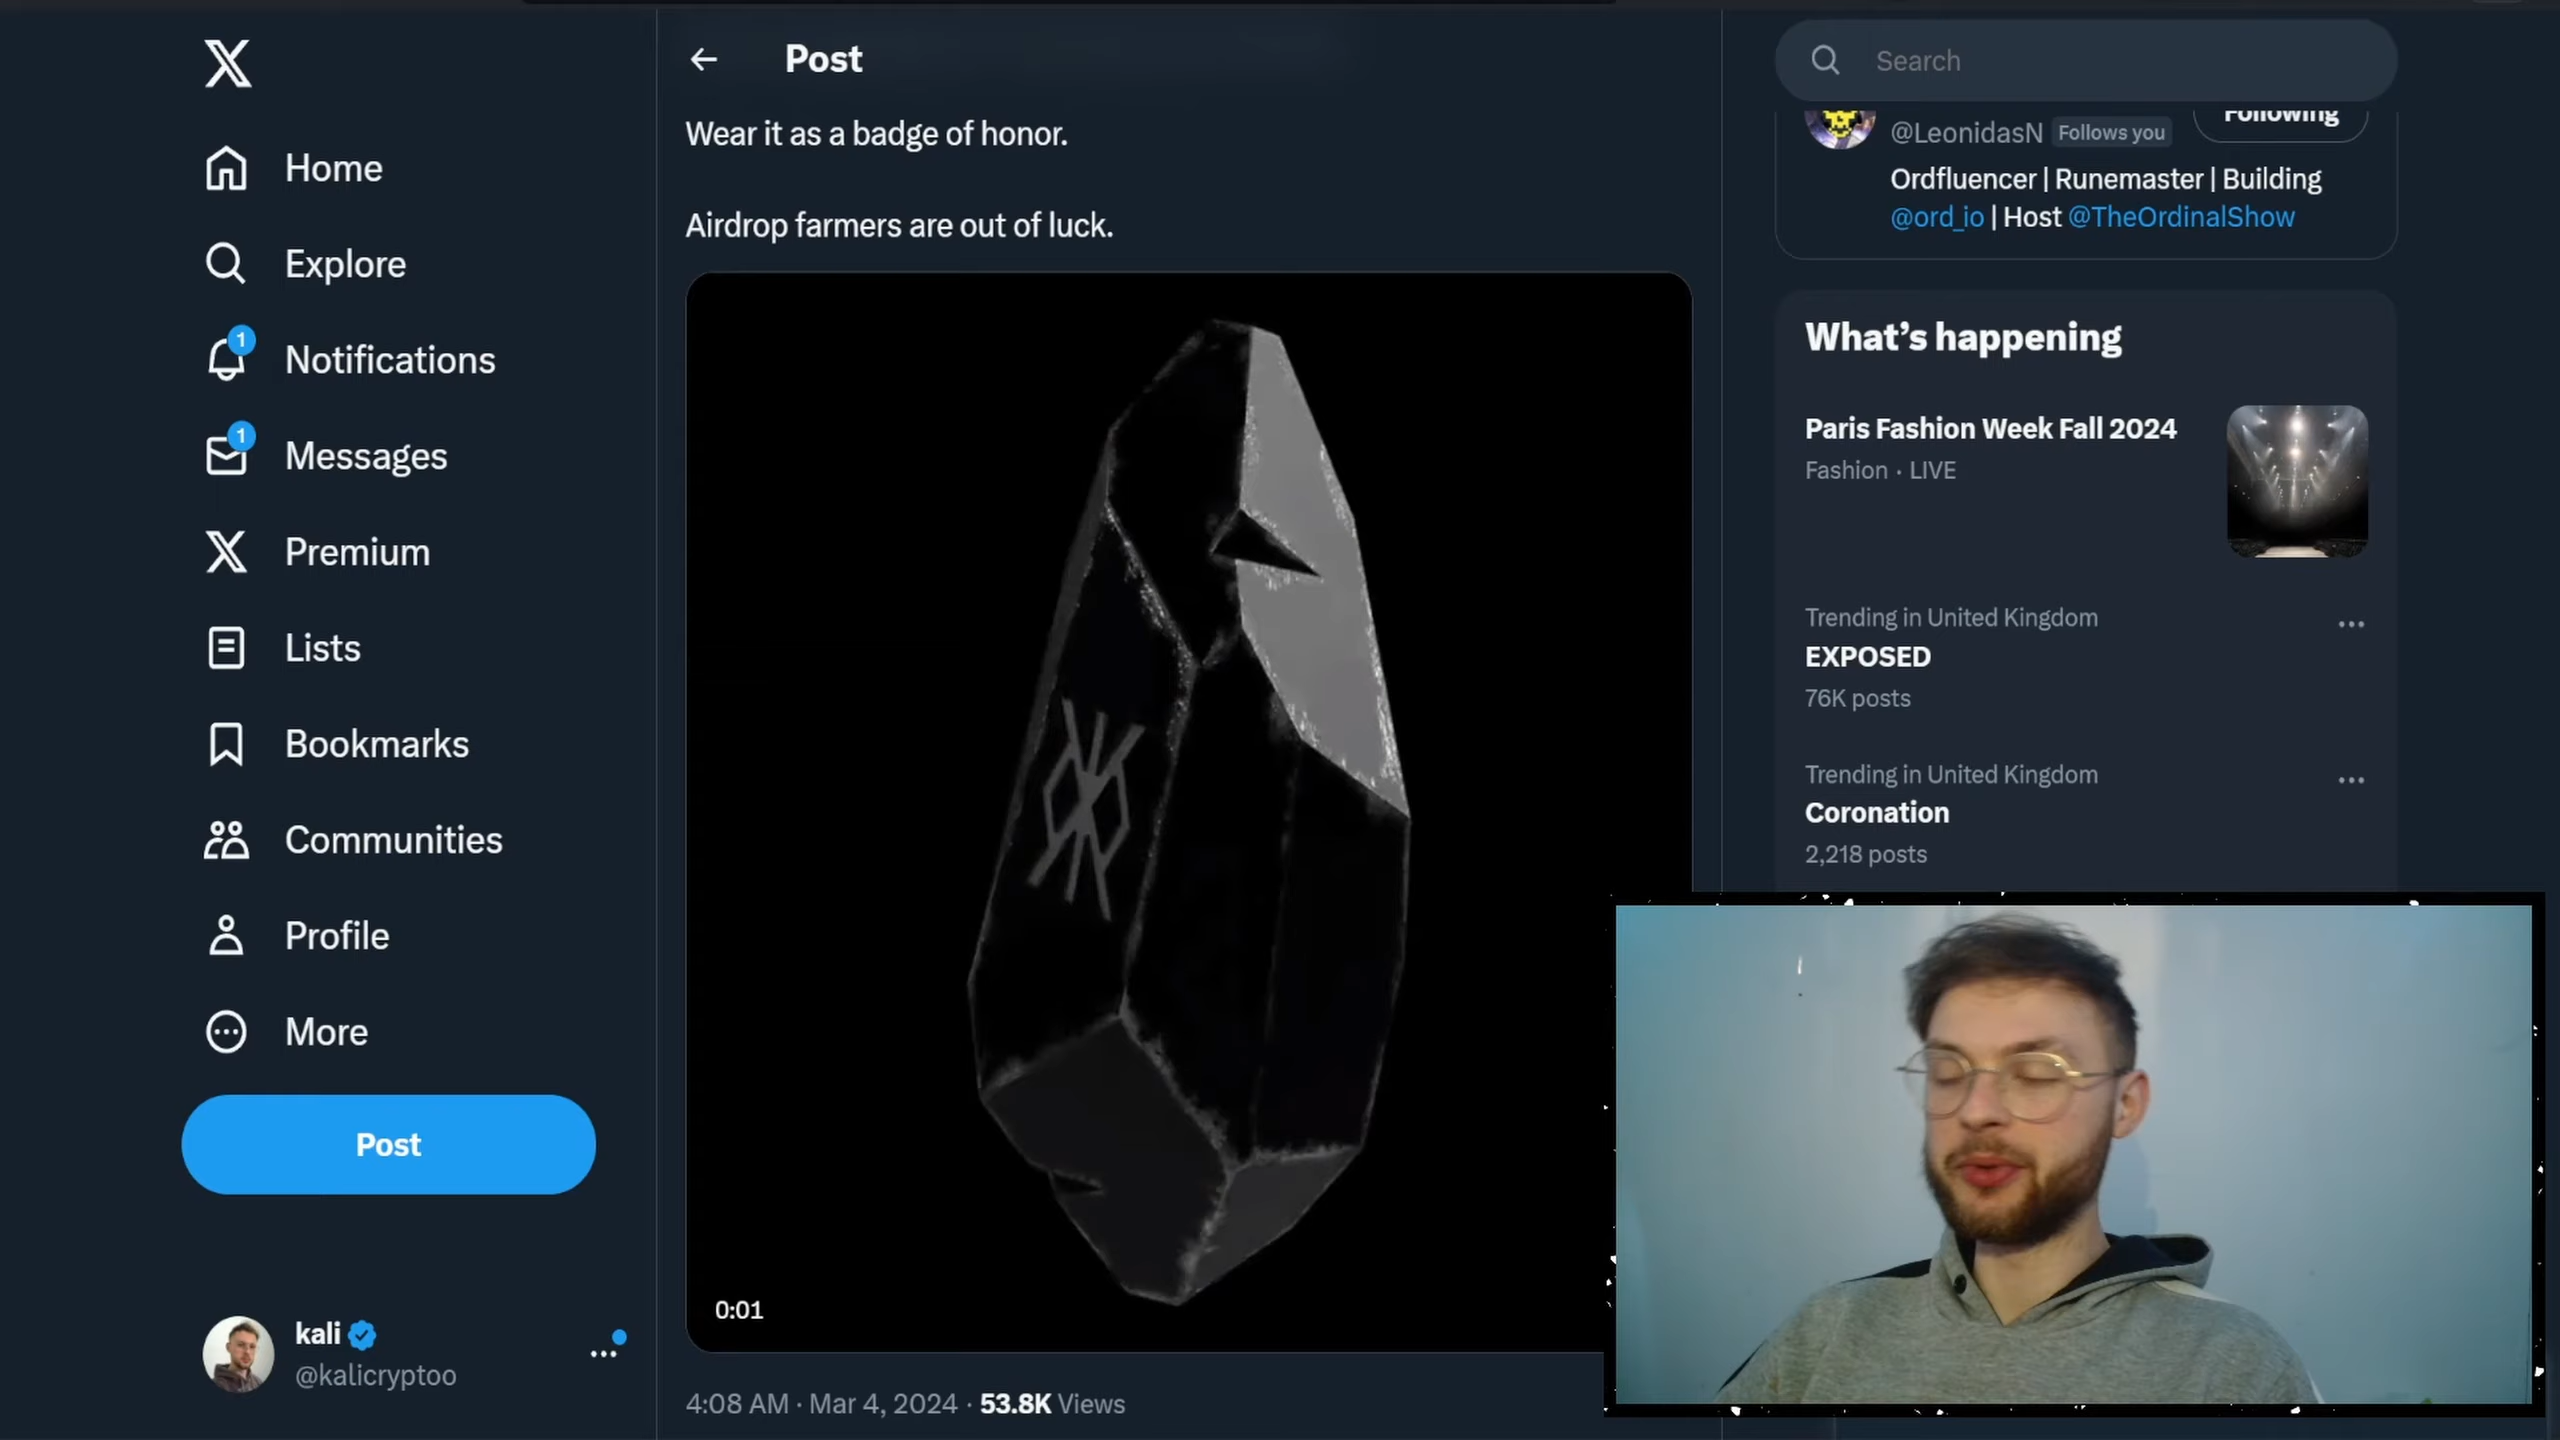 Home
Explore
1
Notifications
1
Messages
Premium
Lists
Bookmarks
Communities
Profile
More
Post
kali
@kalicryptoo
Post
Wear it as a badge of honor.
Airdrop farmers are out of luck.
0:01
4:08 AM · Mar 4, 2024 · 53.8K Views
Search
Following
@LeonidasN Follows you
Ordfluencer | Runemaster | Building
@ord_io | Host @TheOrdinalShow
What's happening
Paris Fashion Week Fall 2024
Fashion · LIVE
Trending in United Kingdom
EXPOSED
76K posts
Trending in United Kingdom
Coronation
2,218 posts